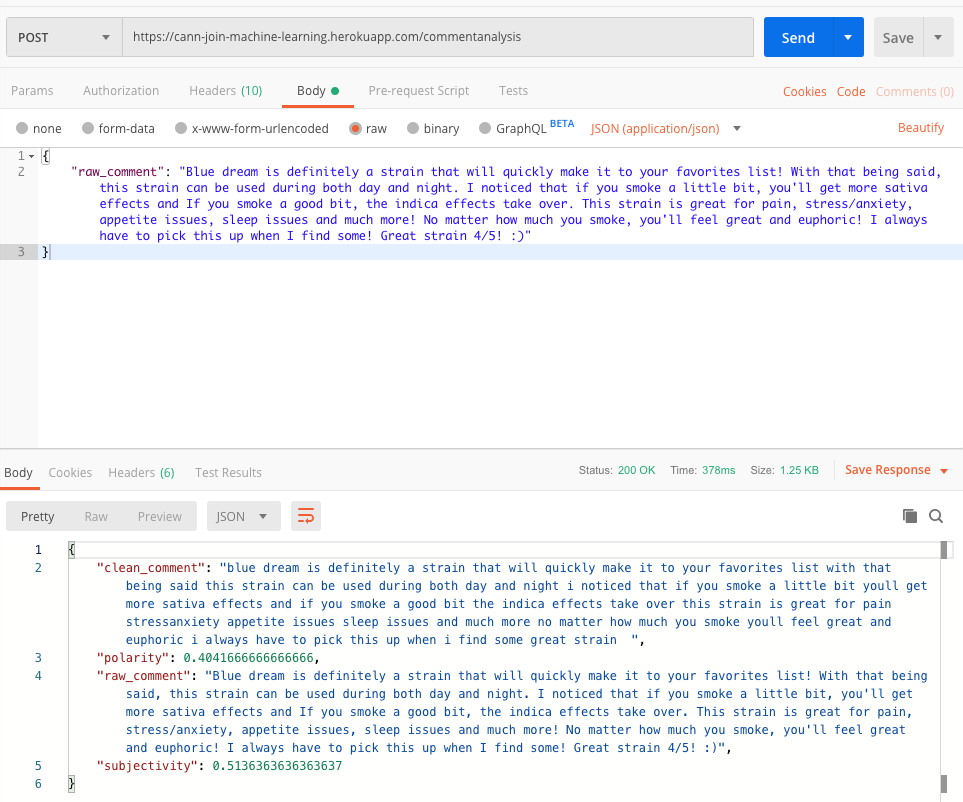 POST https://cann-join-machine-learning.herokuapp.com/commentanalysis Send Save
Params Authorization Headers (10) Body Pre-request Script Tests Cookies Code Comments (0)
none form-data x-www-form-urlencoded raw binary GraphQL BETA JSON (application/json) Beautify
1 {
2 "raw_comment": "Blue dream is definitely a strain that will quickly make it to your favorites list! With that being said,
this strain can be used during both day and night. I noticed that if you smoke a little bit, you'll get more sativa
effects and If you smoke a good bit, the indica effects take over. This strain is great for pain, stress/anxiety,
appetite issues, sleep issues and much more! No matter how much you smoke, you'll feel great and euphoric! I always
have to pick this up when I find some! Great strain 4/5! :)"
3 }
Body Cookies Headers (6) Test Results Status: 200 OK Time: 378ms Size: 1.25 KB Save Response
Pretty Raw Preview JSON
1 {
2 "clean_comment": "blue dream is definitely a strain that will quickly make it to your favorites list with that
being said this strain can be used during both day and night i noticed that if you smoke a little bit youll get
more sativa effects and if you smoke a good bit the indica effects take over this strain is great for pain
stressanxiety appetite issues sleep issues and much more no matter how much you smoke youll feel great and
euphoric i always have to pick this up when i find some great strain  ",
3 "polarity": 0.4041666666666666,
4 "raw_comment": "Blue dream is definitely a strain that will quickly make it to your favorites list! With that being
said, this strain can be used during both day and night. I noticed that if you smoke a little bit, you'll get
more sativa effects and If you smoke a good bit, the indica effects take over. This strain is great for pain,
stress/anxiety, appetite issues, sleep issues and much more! No matter how much you smoke, you'll feel great
and euphoric! I always have to pick this up when I find some! Great strain 4/5! :)",
5 "subjectivity": 0.5136363636363637
6 }